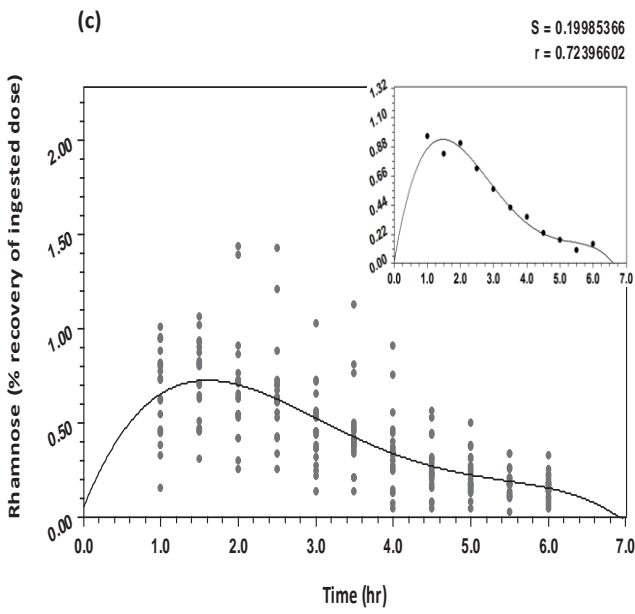 (c)
S = 0.19985366
r = 0.72396602
Rhamnose (% recovery of ingested dose)
2.00
1.50
1.00
0.50
0.00
0.0 1.0 2.0 3.0 4.0 5.0 6.0 7.0
Time (hr)
1.32
1.10
0.88
0.66
0.44
0.22
0.00
0.0 1.0 2.0 3.0 4.0 5.0 6.0 7.0